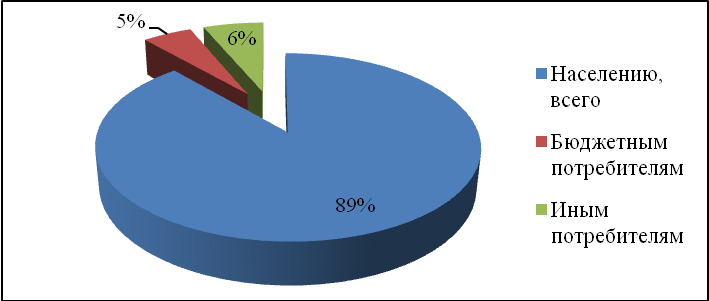 5%
6%
89%
Населению,
всего
Бюджетным
потребителям
Иным
потребителям